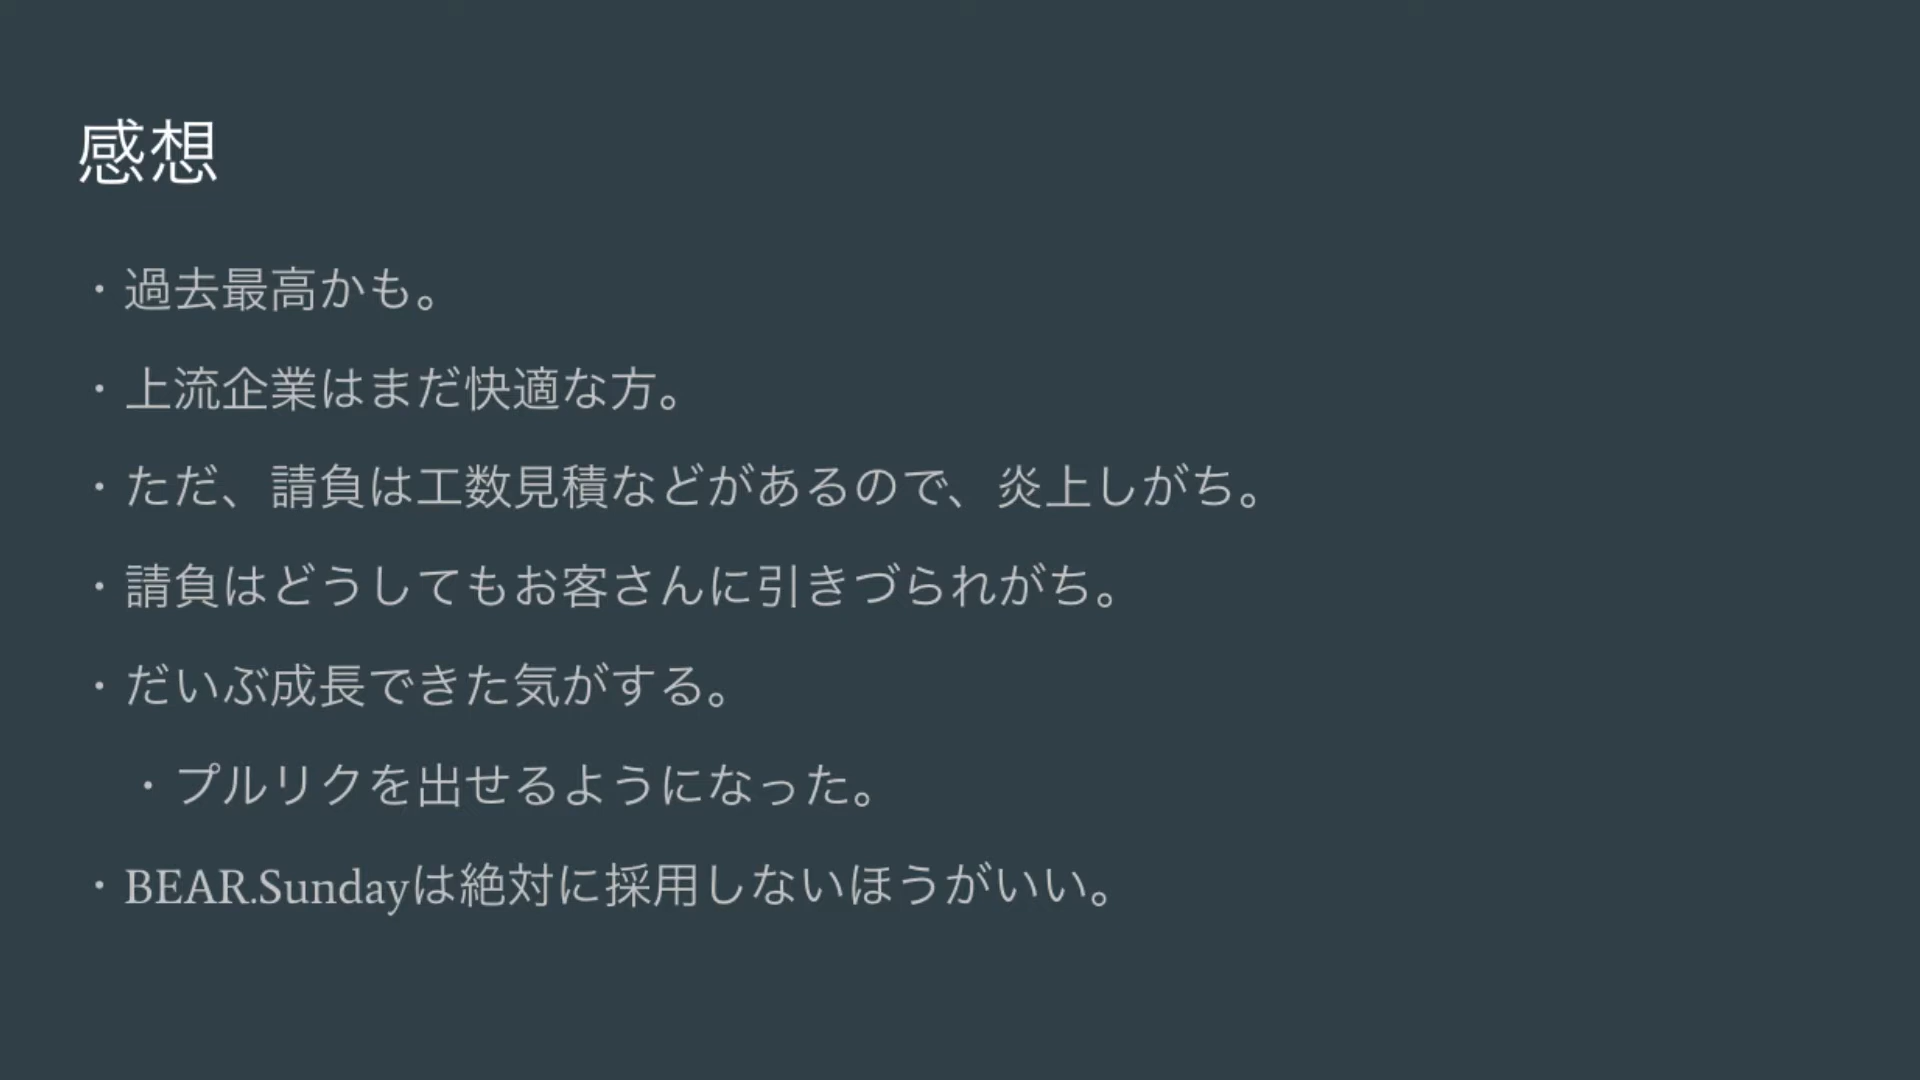 感想
・過去最高かも。
・上流企業はまだ快適な方。
・ただ、請負は工数見積などがあるので、炎上しがち。
・請負はどうしてもお客さんに引きづられがち。
・だいぶ成長できた気がする。
・プルリクを出せるようになった。
・BEAR.Sundayは絶対に採用しないほうがいい。